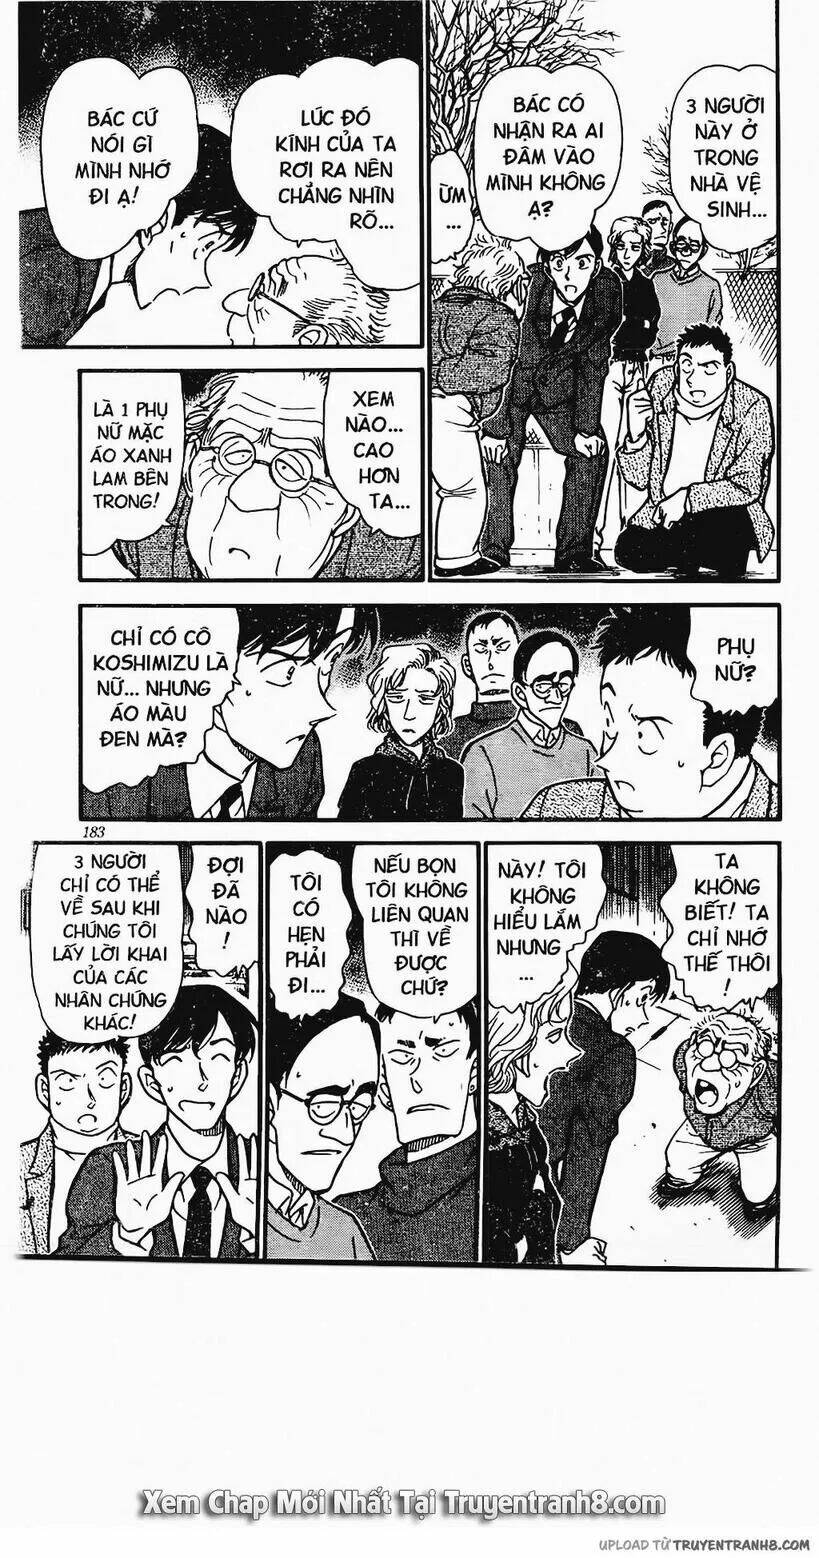 3 NGƯỜI
NÀY Ở
TRONG
NHÀ VỆ
SINH...
BÁC CÓ
NHẬN RA AI
ĐÂM VÀO
MÌNH KHÔNG
Ạ?
ỪM
...
LÚC ĐÓ
KÍNH CỦA TA
RƠI RA NÊN
CHẲNG NHÌN
RÕ...
BÁC CỨ
NÓI GÌ
MÌNH NHỚ
ĐI Ạ!
XEM
NÀO...
CAO
HƠN
TA...
LÀ 1 PHỤ
NỮ MẶC
ÁO XANH
LAM BÊN
TRONG!
PHỤ
NỮ?
CHỈ CÓ CÔ
KOSHIMIZU LÀ
NỮ... NHƯNG
ÁO MÀU
ĐEN MÀ?
183
TA
KHÔNG
BIẾT! TA
CHỈ NHỚ
THẾ THÔI
!
NÀY! TÔI
KHÔNG
HIỂU LẮM
NHƯNG
...
NẾU BỌN
TÔI KHÔNG
LIÊN QUAN
THÌ VỀ
ĐƯỢC
CHỨ?
TÔI
CÓ
HẸN
PHẢI
ĐI...
ĐỢI
ĐÃ
NÀO
!
3 NGƯỜI
CHỈ CÓ THỂ
VỀ SAU KHI
CHÚNG TÔI
LẤY LỜI KHAI
CỦA CÁC
NHÂN CHỨNG
KHÁC!
Xem Chap Mới Nhất Tại Truyentranh8.com
UPLOAD TỪ TRUYENTRANH8.COM